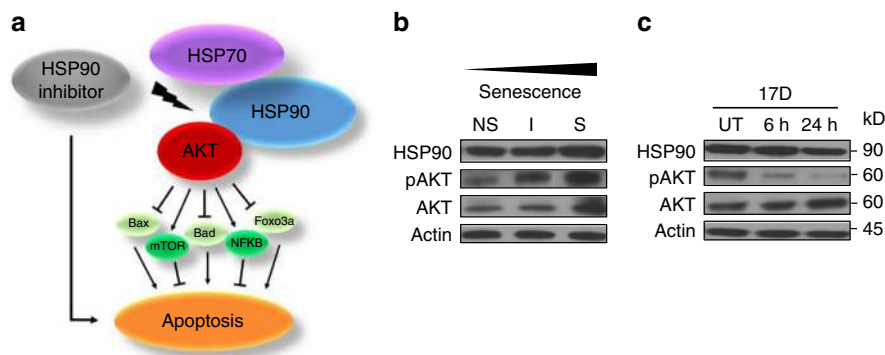 a
HSP90
inhibitor
HSP70
HSP90
AKT
Bax
mTOR
Bad
NFKB
Foxo3a
Apoptosis
b
Senescence
NS I S
HSP90
pAKT
AKT
Actin
c
17D
UT 6 h 24 h kD
HSP90 90
pAKT 60
AKT 60
Actin 45